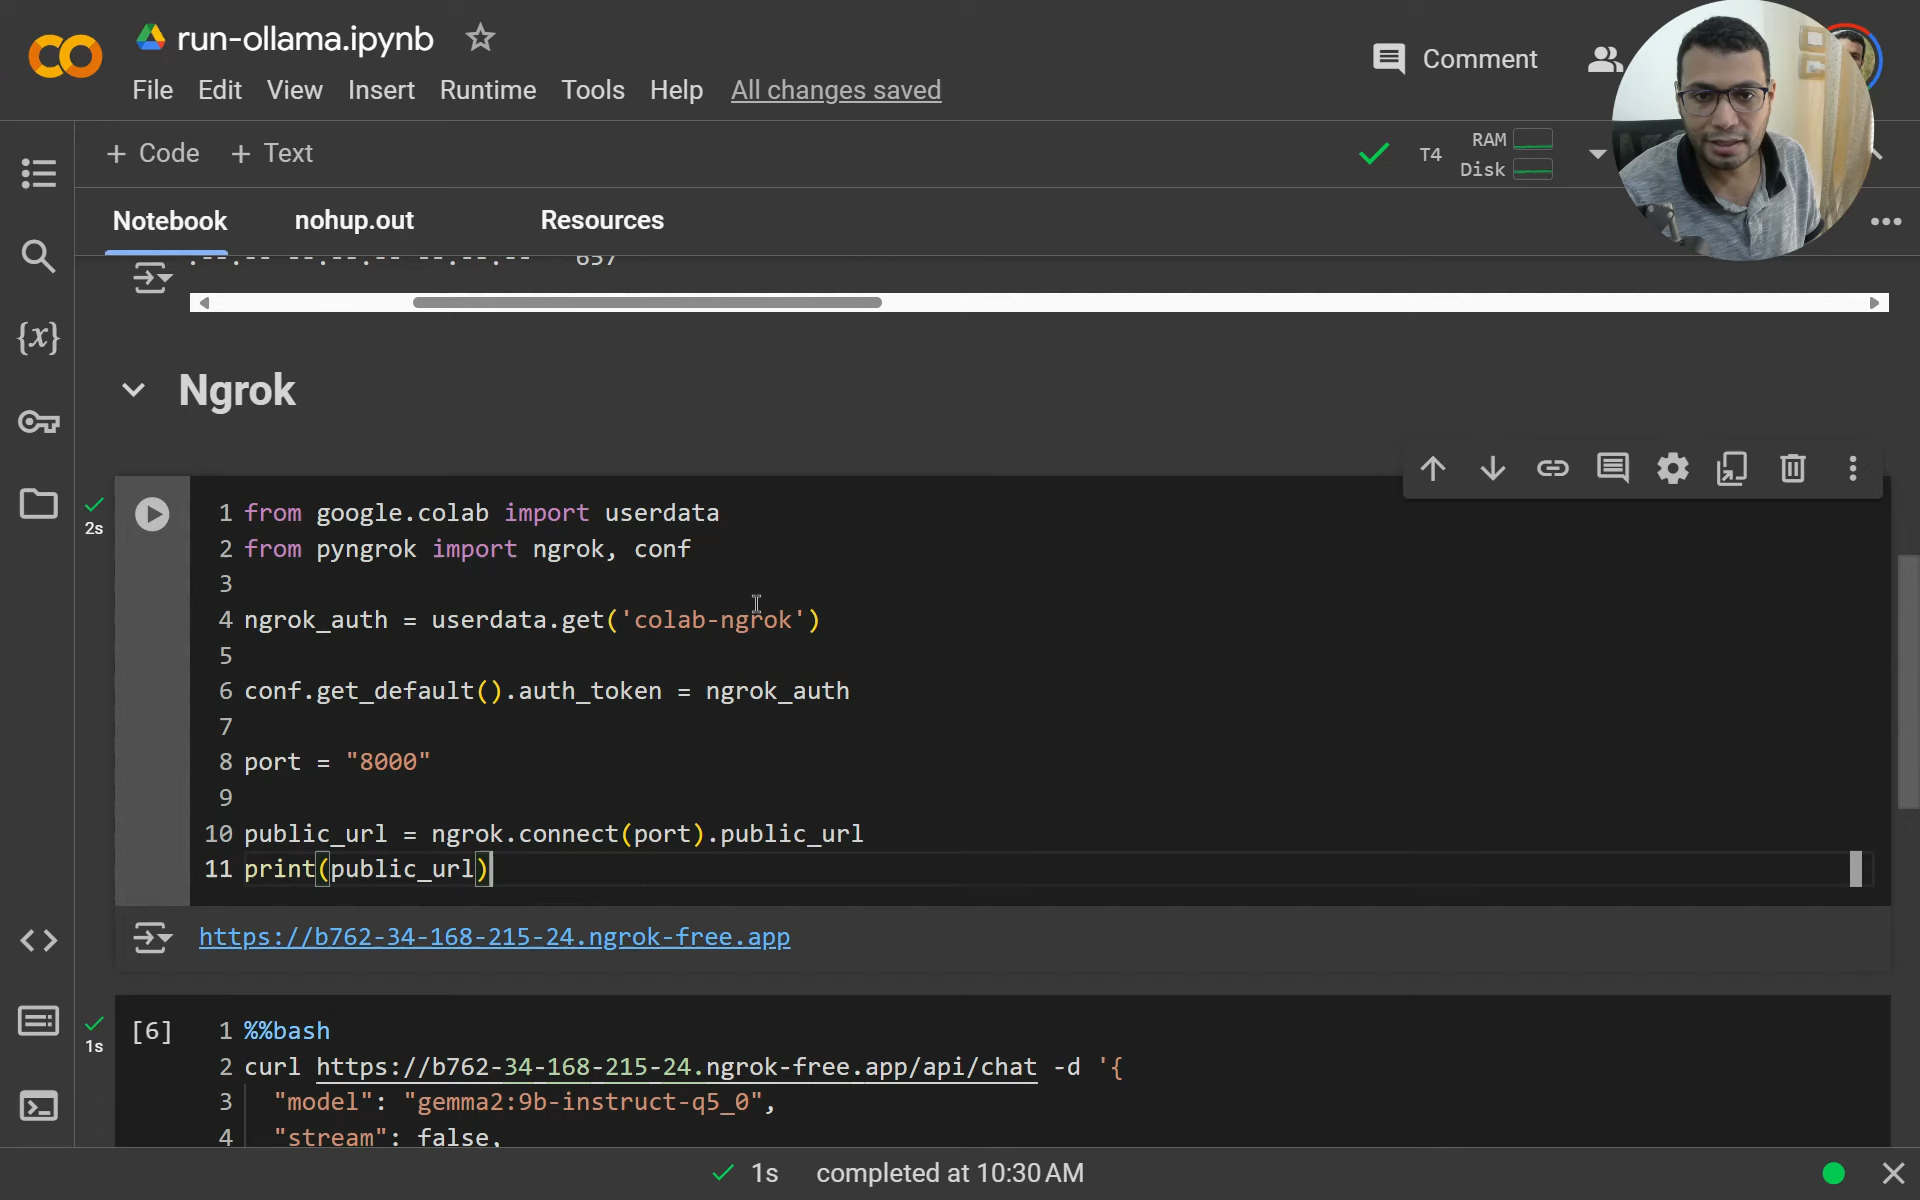 run-ollama.ipynb
Comment
File Edit View Insert Runtime Tools Help All changes saved
+ Code + Text
T4
RAM
Disk
Notebook nohup.out Resources
:--:-- --:--:-- --:--:-- 657
Ngrok
2s
1 from google.colab import userdata
2 from pyngrok import ngrok, conf
3
4 ngrok_auth = userdata.get('colab-ngrok')
5
6 conf.get_default().auth_token = ngrok_auth
7
8 port = "8000"
9
10 public_url = ngrok.connect(port).public_url
11 print(public_url)
https://b762-34-168-215-24.ngrok-free.app
1s
[6] 1 %%bash
2 curl https://b762-34-168-215-24.ngrok-free.app/api/chat -d '{
3 "model": "gemma2:9b-instruct-q5_0",
4 "stream": false,
1s completed at 10:30 AM